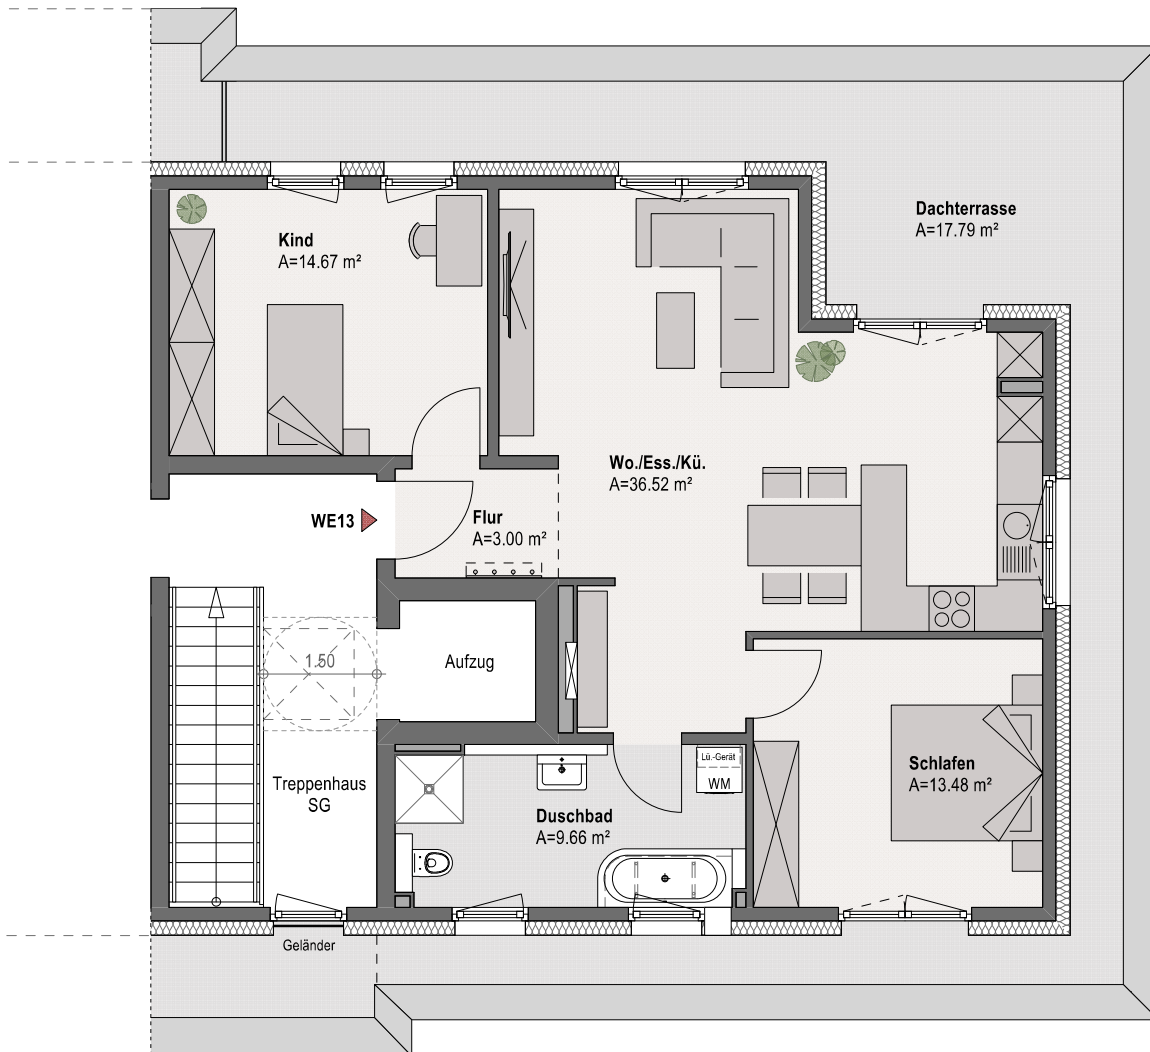 Dachterrasse
A=17.79 m²
Kind
A=14.67 m²
Wo./Ess./Kü.
A=36.52 m²
WE13
Flur
A=3.00 m²
1.50
Aufzug
Treppenhaus
SG
Lü.-Gerät
WM
Schlafen
A=13.48 m²
Duschbad
A=9.66 m²
Geländer